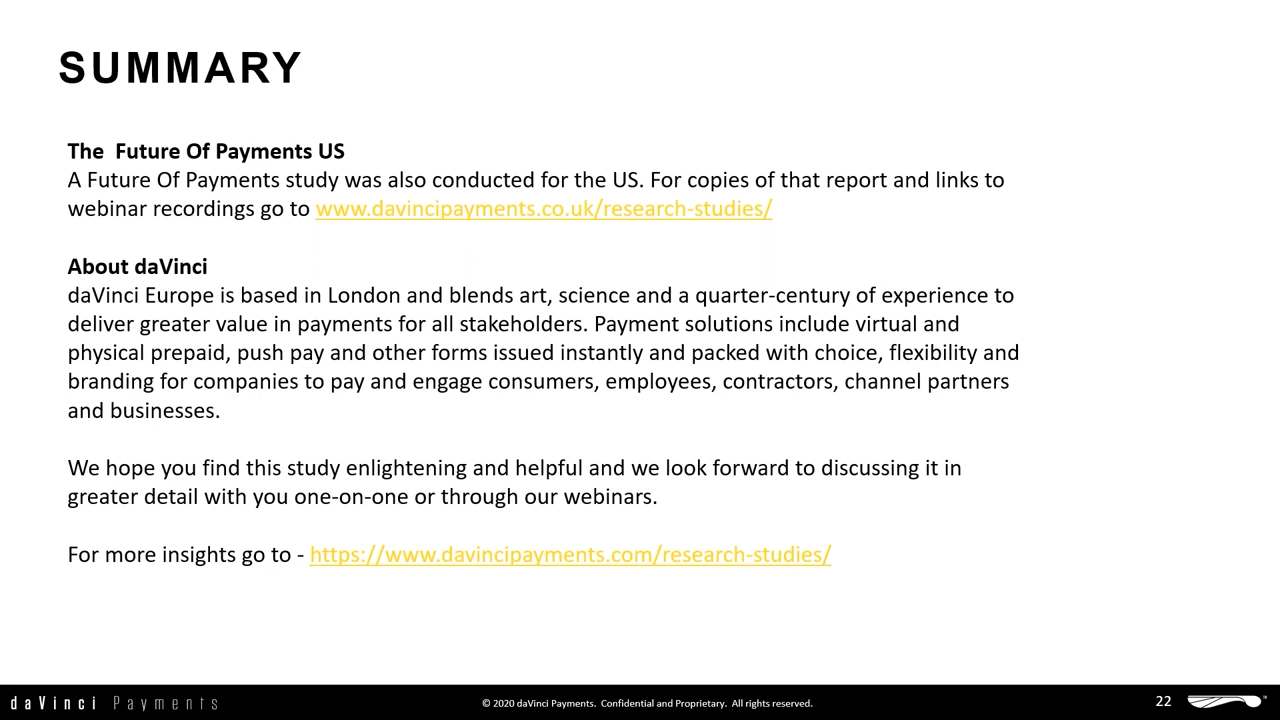 SUMMARY
The  Future Of Payments US
A Future Of Payments study was also conducted for the US. For copies of that report and links to
webinar recordings go to www.davincipayments.co.uk/research-studies/
About daVinci
daVinci Europe is based in London and blends art, science and a quarter-century of experience to
deliver greater value in payments for all stakeholders. Payment solutions include virtual and
physical prepaid, push pay and other forms issued instantly and packed with choice, flexibility and
branding for companies to pay and engage consumers, employees, contractors, channel partners
and businesses.
We hope you find this study enlightening and helpful and we look forward to discussing it in
greater detail with you one-on-one or through our webinars.
For more insights go to - https://www.davincipayments.com/research-studies/
daVinci Payments
© 2020 daVinci Payments.  Confidential and Proprietary.  All rights reserved.
22
™